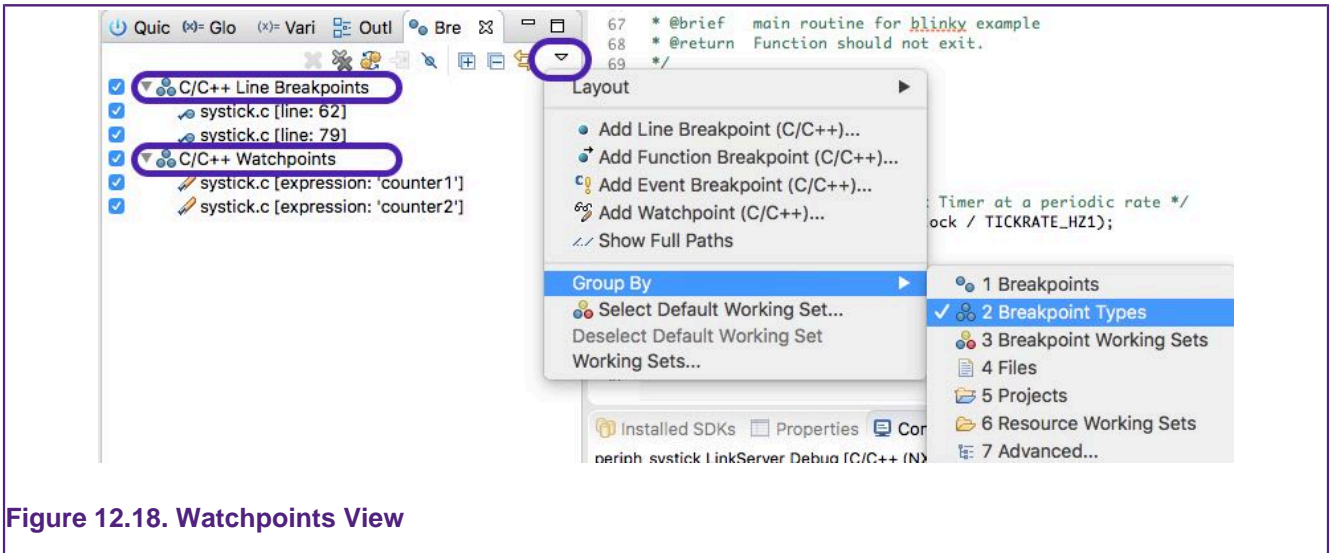 Quic (x)= Glo (x)= Vari Outl Bre
C/C++ Line Breakpoints
systick.c [line: 62]
systick.c [line: 79]
C/C++ Watchpoints
systick.c [expression: 'counter1']
systick.c [expression: 'counter2']
67 * @brief main routine for blinky example
68 * @return Function should not exit.
69 */
Layout
Add Line Breakpoint (C/C++)...
Add Function Breakpoint (C/C++)...
Add Event Breakpoint (C/C++)...
Add Watchpoint (C/C++)...
Show Full Paths
Group By
Select Default Working Set...
Deselect Default Working Set
Working Sets...
Timer at a periodic rate */
ock / TICKRATE_HZ1);
1 Breakpoints
2 Breakpoint Types
3 Breakpoint Working Sets
4 Files
5 Projects
6 Resource Working Sets
7 Advanced...
Installed SDKs Properties Con
periph_systick LinkServer Debug [C/C++ (NX
Figure 12.18. Watchpoints View